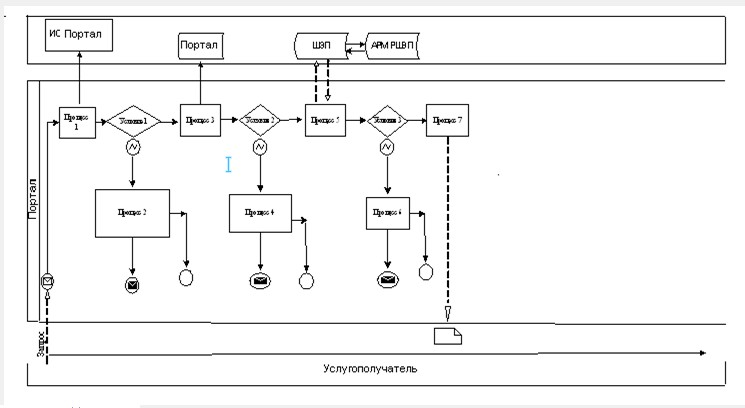 ИС Портал
Портал
ШЭП
АРМ РШЭП
Процесс 1
Условие 1
Процесс 3
Условие 2
Процесс 5
Условие 3
Процесс 7
Процесс 2
Процесс 4
Процесс 6
Портал
Запрос
Услугополучатель